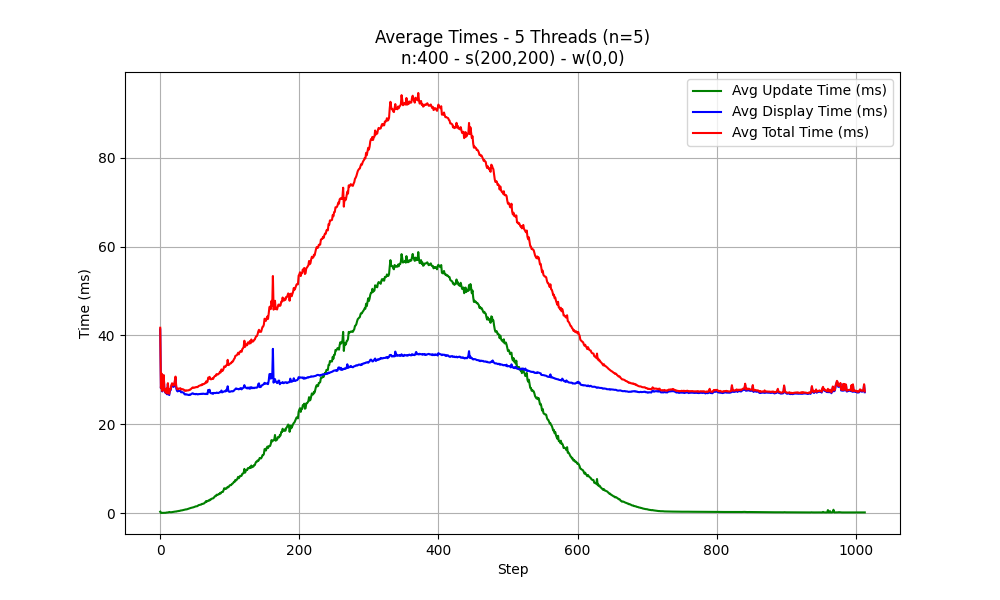 Average Times - 5 Threads (n=5)
n:400 - s(200,200) - w(0,0)
Avg Update Time (ms)
Avg Display Time (ms)
Avg Total Time (ms)
Time (ms)
80
60
40
20
0
0 200 400 600 800 1000
Step